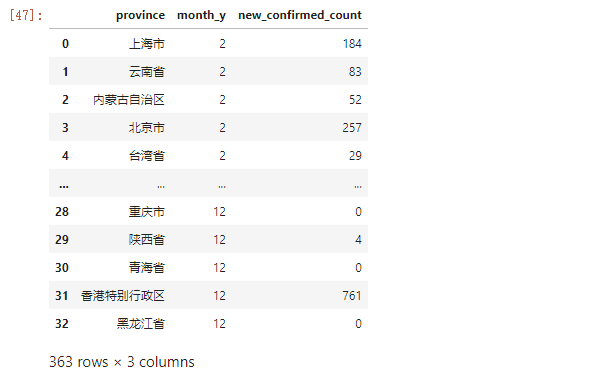 [47]: province month_y new_confirmed_count
0 上海市 2 184
1 云南省 2 83
2 内蒙古自治区 2 52
3 北京市 2 257
4 台湾省 2 29
... ... ... ...
28 重庆市 12 0
29 陕西省 12 4
30 青海省 12 0
31 香港特别行政区 12 761
32 黑龙江省 12 0
363 rows × 3 columns